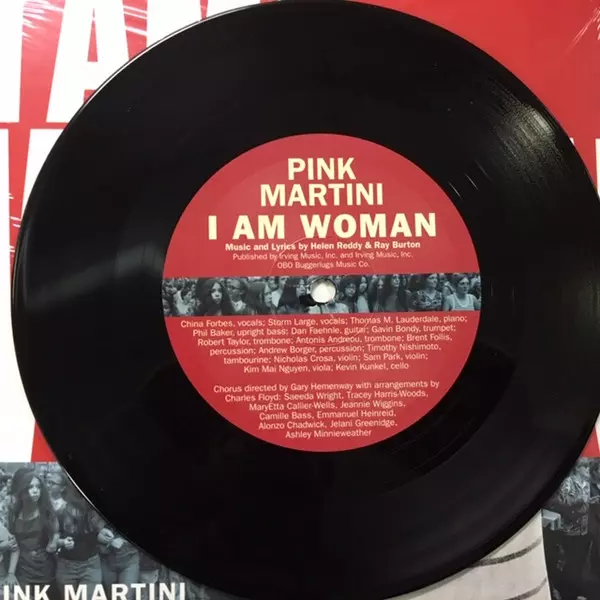 I AM
PINK
MARTINI
I AM WOMAN
Music and Lyrics by Helen Reddy & Ray Burton
Published by Irving Music, Inc. and Irving Music, Inc.
OBO Buggerlugs Music Co.
China Forbes, vocals; Storm Large, vocals; Thomas M. Lauderdale, piano;
Phil Baker, upright bass; Dan Faehnle, guitar; Gavin Bondy, trumpet;
Robert Taylor, trombone; Antonis Andreou, trombone; Brent Follis,
percussion; Andrew Borger, percussion; Timothy Nishimoto,
tambourine; Nicholas Crosa, violin; Sam Park, violin;
Kim Mai Nguyen, viola; Kevin Kunkel, cello
Chorus directed by Gary Hemenway with arrangements by
Charles Floyd: Saeeda Wright, Tracey Harris-Woods,
MaryEtta Callier-Wells, Jeannie Wiggins,
Camille Bass, Emmanuel Heinreid,
Alonzo Chadwick, Jelani Greenidge,
Ashley Minnieweather
PINK MARTINI